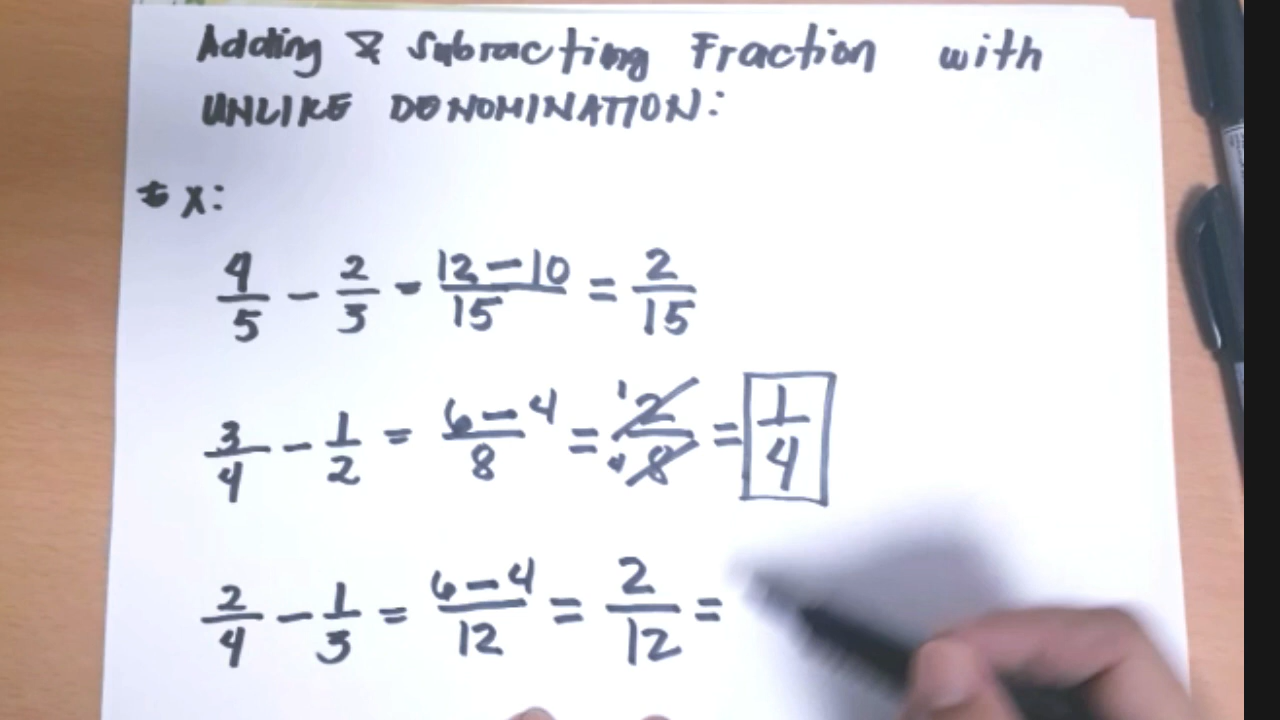 Adding & Subracting Fraction with
UNLIKE DENOMINATION:
Ex:
4/5 - 2/3 = 12-10/15 = 2/15
3/4 - 1/2 = 6-4/8 = 2/8 = 1/4
2/4 - 1/3 = 6-4/12 = 2/12 =